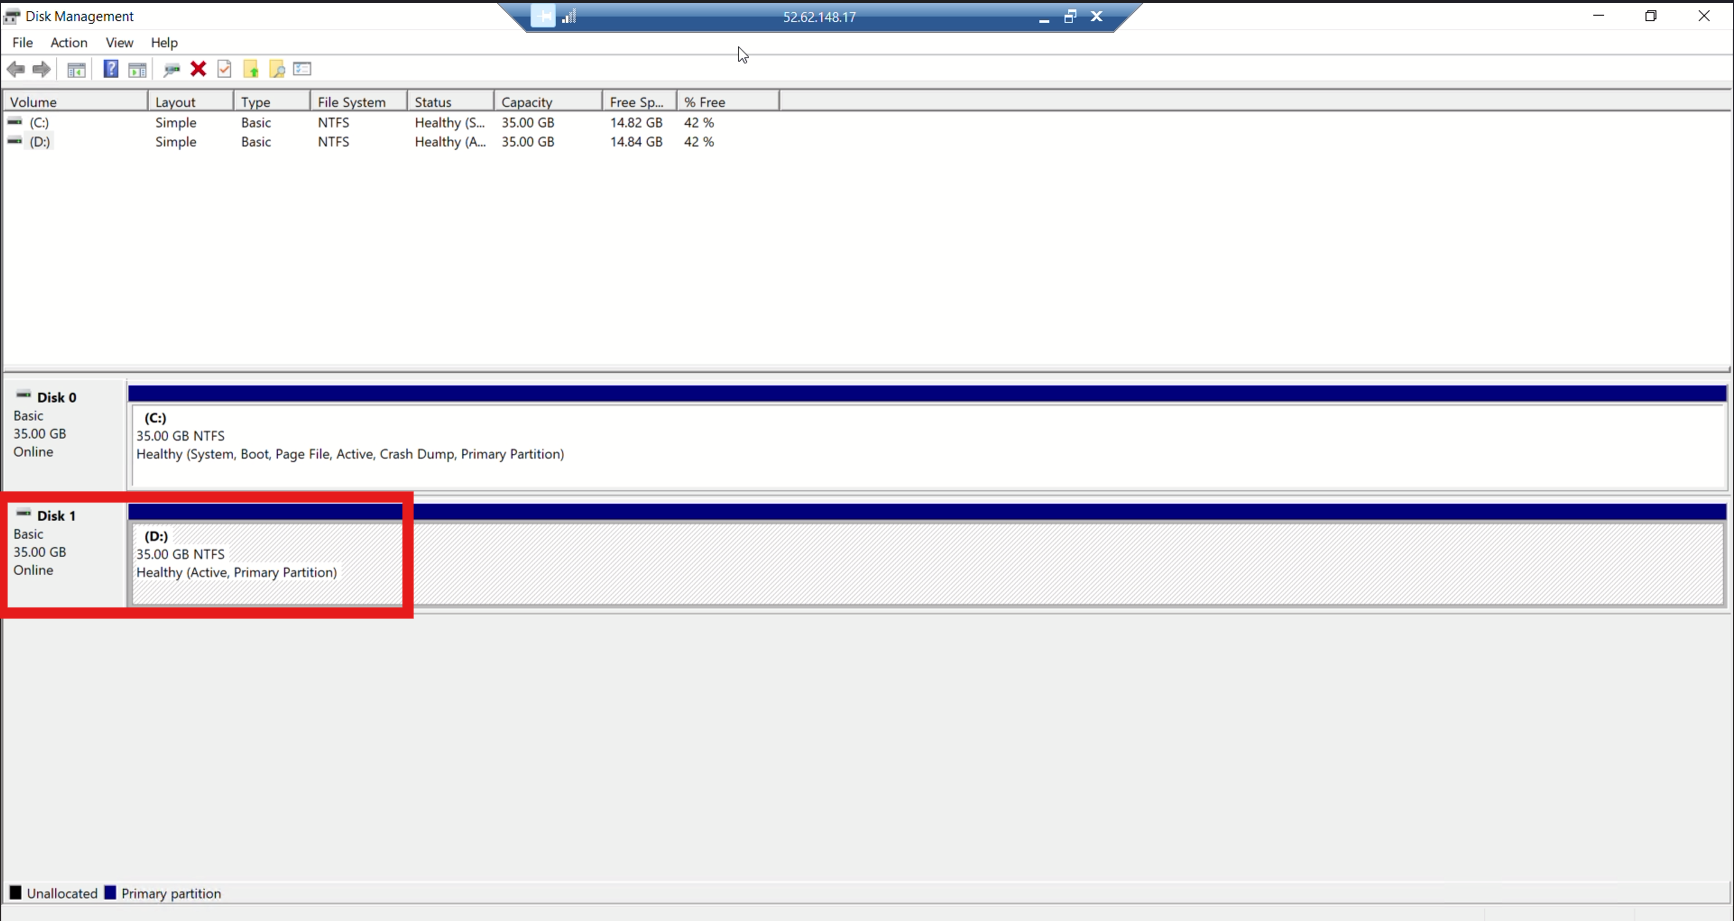 Disk Management
52.62.148.17
File Action View Help
Volume Layout Type File System Status Capacity Free Sp... % Free
(C:) Simple Basic NTFS Healthy (S... 35.00 GB 14.82 GB 42 %
(D:) Simple Basic NTFS Healthy (A... 35.00 GB 14.84 GB 42 %
Disk 0
Basic
35.00 GB
Online
(C:)
35.00 GB NTFS
Healthy (System, Boot, Page File, Active, Crash Dump, Primary Partition)
Disk 1
Basic
35.00 GB
Online
(D:)
35.00 GB NTFS
Healthy (Active, Primary Partition)
Unallocated Primary partition